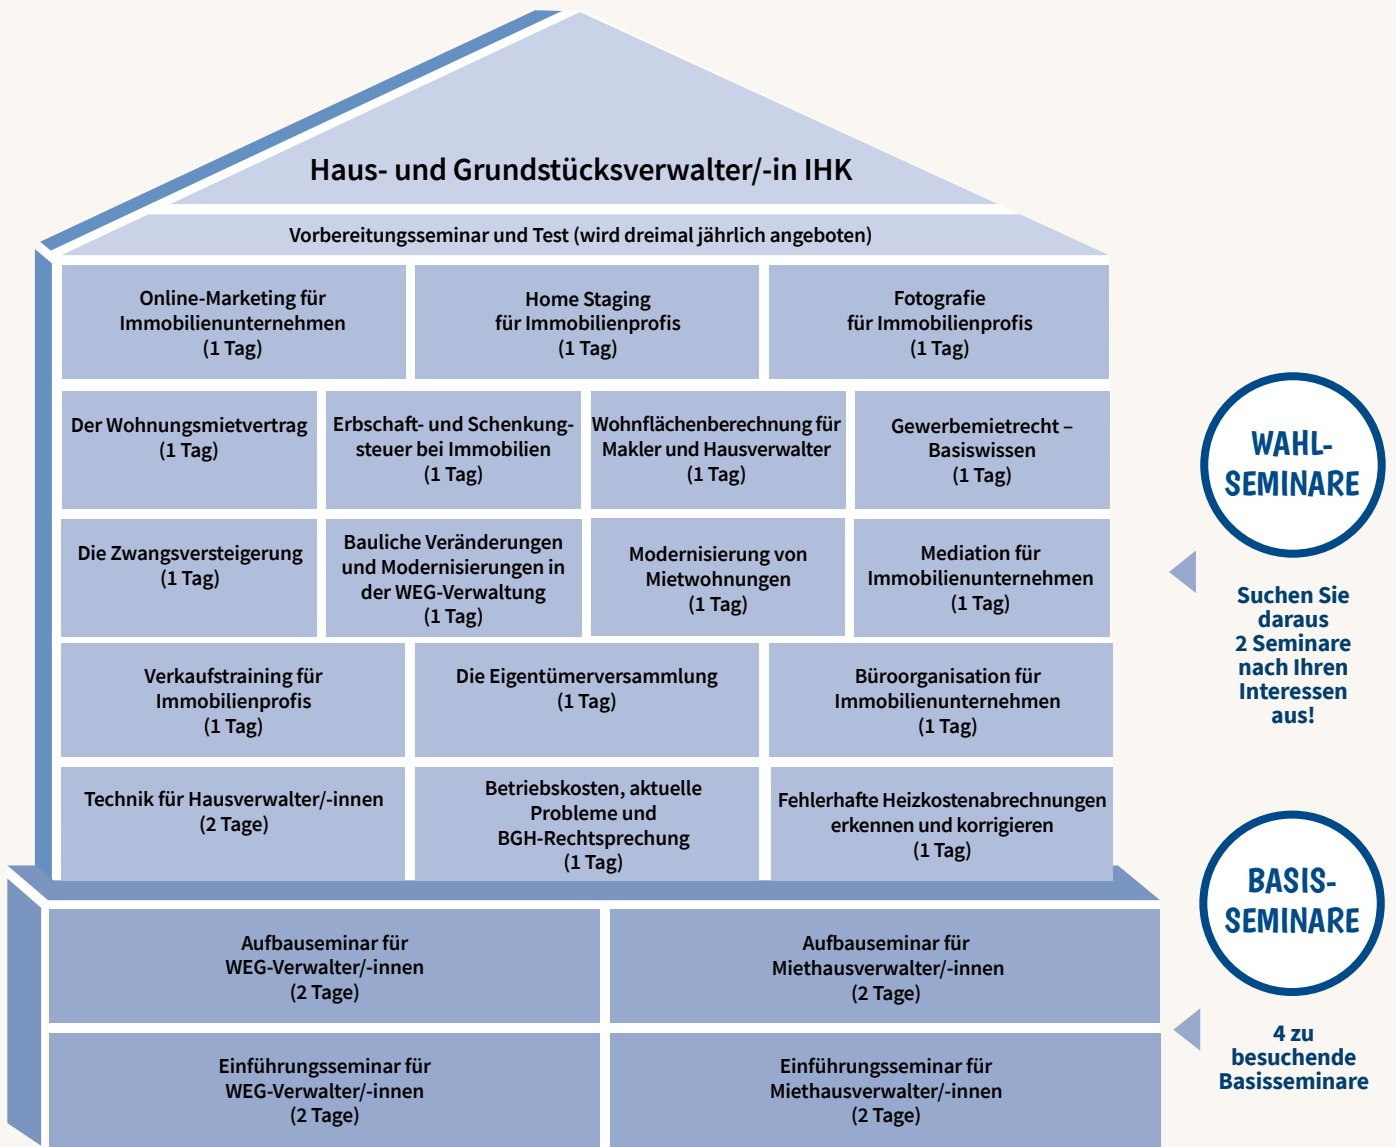 Haus- und Grundstücksverwalter/-in IHK
Vorbereitungsseminar und Test (wird dreimal jährlich angeboten)
Online-Marketing für
Immobilienunternehmen
(1 Tag)
Home Staging
für Immobilienprofis
(1 Tag)
Fotografie
für Immobilienprofis
(1 Tag)
Der Wohnungsmietvertrag
(1 Tag)
Erbschaft- und Schenkung-
steuer bei Immobilien
(1 Tag)
Wohnflächenberechnung für
Makler und Hausverwalter
(1 Tag)
Gewerbemietrecht –
Basiswissen
(1 Tag)
Die Zwangsversteigerung
(1 Tag)
Bauliche Veränderungen
und Modernisierungen in
der WEG-Verwaltung
(1 Tag)
Modernisierung von
Mietwohnungen
(1 Tag)
Mediation für
Immobilienunternehmen
(1 Tag)
Verkaufstraining für
Immobilienprofis
(1 Tag)
Die Eigentümerversammlung
(1 Tag)
Büroorganisation für
Immobilienunternehmen
(1 Tag)
Technik für Hausverwalter/-innen
(2 Tage)
Betriebskosten, aktuelle
Probleme und
BGH-Rechtsprechung
(1 Tag)
Fehlerhafte Heizkostenabrechnungen
erkennen und korrigieren
(1 Tag)
WAHL-
SEMINARE
Suchen Sie
daraus
2 Seminare
nach Ihren
Interessen
aus!
Aufbauseminar für
WEG-Verwalter/-innen
(2 Tage)
Aufbauseminar für
Miethausverwalter/-innen
(2 Tage)
Einführungsseminar für
WEG-Verwalter/-innen
(2 Tage)
Einführungsseminar für
Miethausverwalter/-innen
(2 Tage)
BASIS-
SEMINARE
4 zu
besuchende
Basisseminare